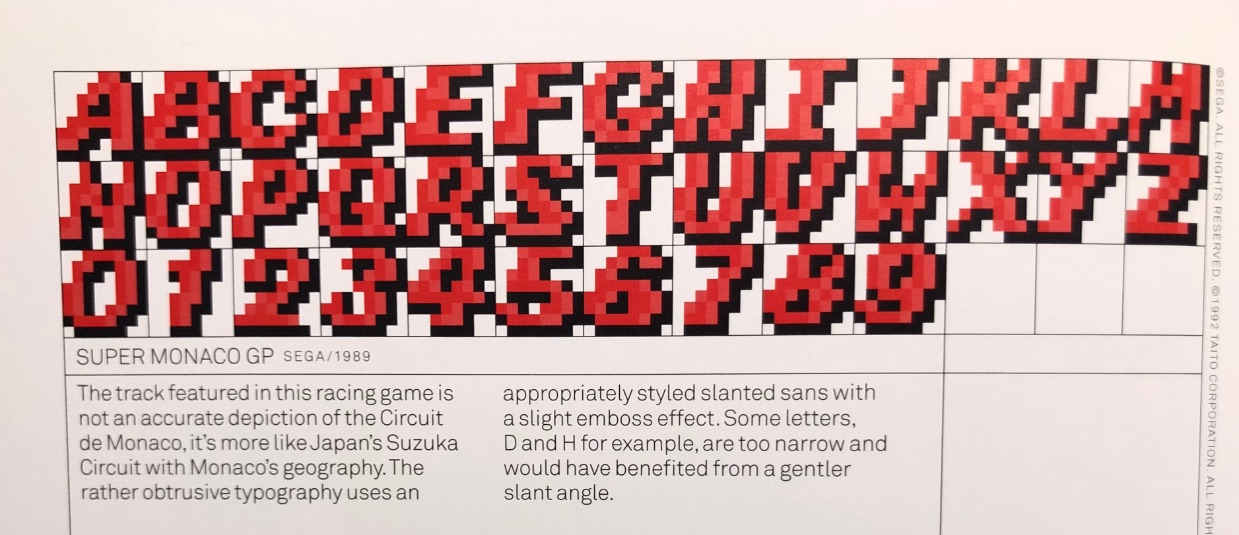 ABCDEFGHIJKLM
NOPQRSTUVWXYZ
0123456789
SUPER MONACO GP SEGA/1989
The track featured in this racing game is
not an accurate depiction of the Circuit
de Monaco, it's more like Japan's Suzuka
Circuit with Monaco's geography. The
rather obtrusive typography uses an
appropriately styled slanted sans with
a slight emboss effect. Some letters,
D and H for example, are too narrow and
would have benefited from a gentler
slant angle.
©SEGA. ALL RIGHTS RESERVED. ©1992 TAITO CORPORATION. ALL RIGH